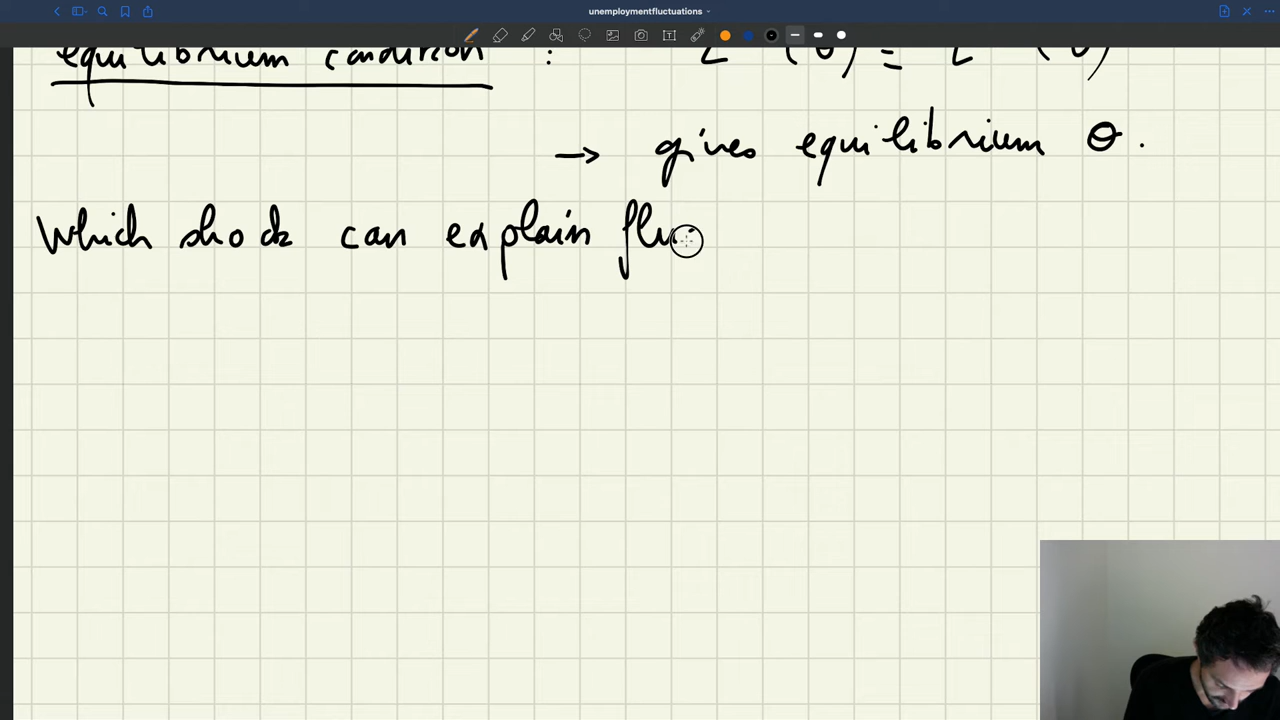 unemploymentfluctuations
equilibrium condition : L (θ) = L (θ)
→ gives equilibrium θ.
Which shock can explain flu